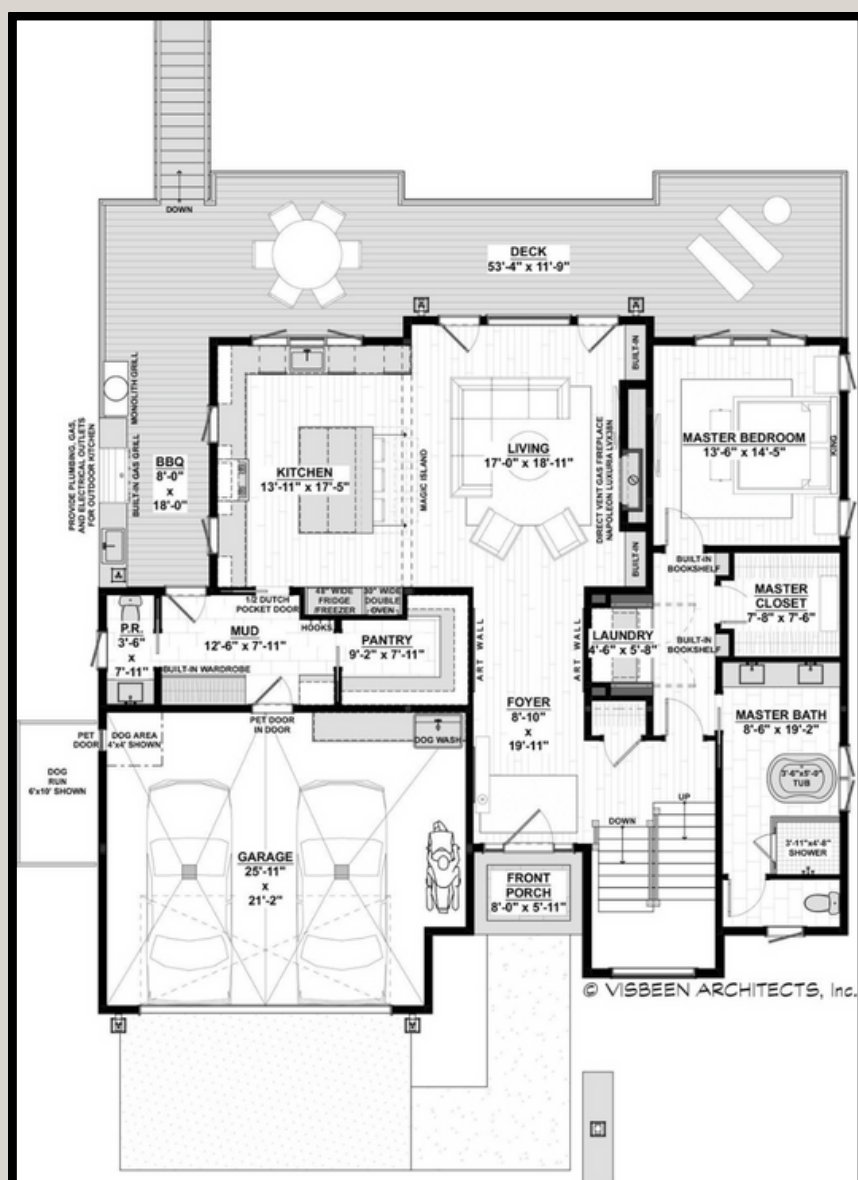 DOWN
DECK
53'-4" x 11'-9"
PROVIDE PLUMBING, GAS,
AND ELECTRICAL OUTLETS
FOR OUTDOOR KITCHEN
BUILT-IN GAS GRILL
MONOLITH GRILL
BBQ
8'-0"
x
18'-0"
KITCHEN
13'-11" x 17'-5"
MAGIC ISLAND
LIVING
17'-0" x 18'-11"
DIRECT VENT GAS FIREPLACE
NAPOLEON LUXURIA LVX38N
BUILT-IN
BUILT-IN
MASTER BEDROOM
13'-6" x 14'-5"
KING
1/2 DUTCH
POCKET DOOR
48" WIDE
FRIDGE
/FREEZER
30" WIDE
DOUBLE
OVEN
BUILT-IN
BOOKSHELF
MASTER
CLOSET
7'-8" x 7'-6"
P.R.
3'-6"
x
7'-11"
MUD
12'-6" x 7'-11"
HOOKS
BUILT-IN WARDROBE
PANTRY
9'-2" x 7'-11"
ART WALL
ART WALL
LAUNDRY
4'-6" x 5'-8"
BUILT-IN
BOOKSHELF
FOYER
8'-10"
x
19'-11"
MASTER BATH
8'-6" x 19'-2"
3'-6"x5'-9"
TUB
3'-11"x4'-8"
SHOWER
PET
DOOR
DOG AREA
4'x4' SHOWN
PET DOOR
IN DOOR
DOG WASH
DOG
RUN
6'x10' SHOWN
GARAGE
25'-11"
x
21'-2"
DOWN
UP
FRONT
PORCH
8'-0" x 5'-11"
© VISBEEN ARCHITECTS, Inc.